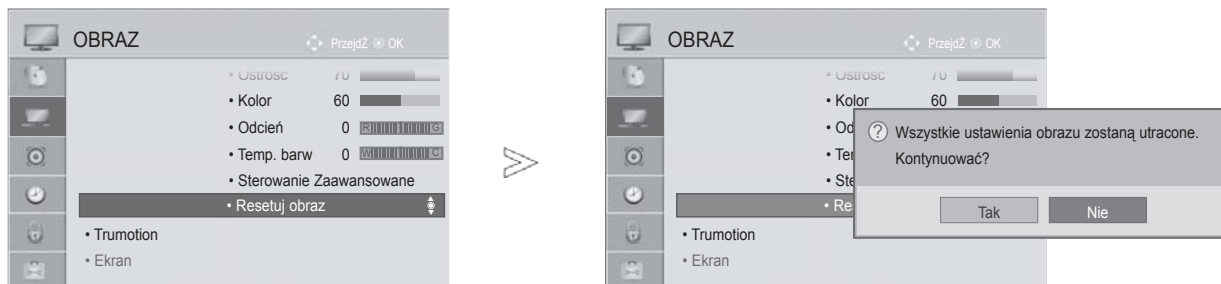 OBRAZ
PrzejdŹ OK
• Ostrość 70
• Kolor 60
• Odcień 0 R G
• Temp. barw 0 W C
• Sterowanie Zaawansowane
• Resetuj obraz
• Trumotion
• Ekran
OBRAZ
PrzejdŹ OK
• Ostrość 70
• Kolor 60
• Od
• Ter
• Ste
• Re
• Trumotion
• Ekran
? Wszystkie ustawienia obrazu zostaną utracone.
Kontynuować?
Tak Nie